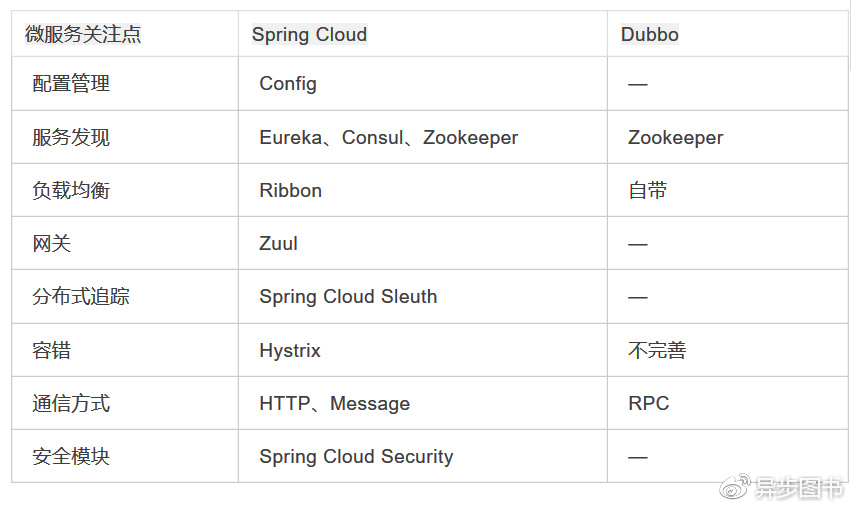 微服务关注点 Spring Cloud Dubbo
配置管理 Config —
服务发现 Eureka、Consul、Zookeeper Zookeeper
负载均衡 Ribbon 自带
网关 Zuul —
分布式追踪 Spring Cloud Sleuth —
容错 Hystrix 不完善
通信方式 HTTP、Message RPC
安全模块 Spring Cloud Security —
异步图书